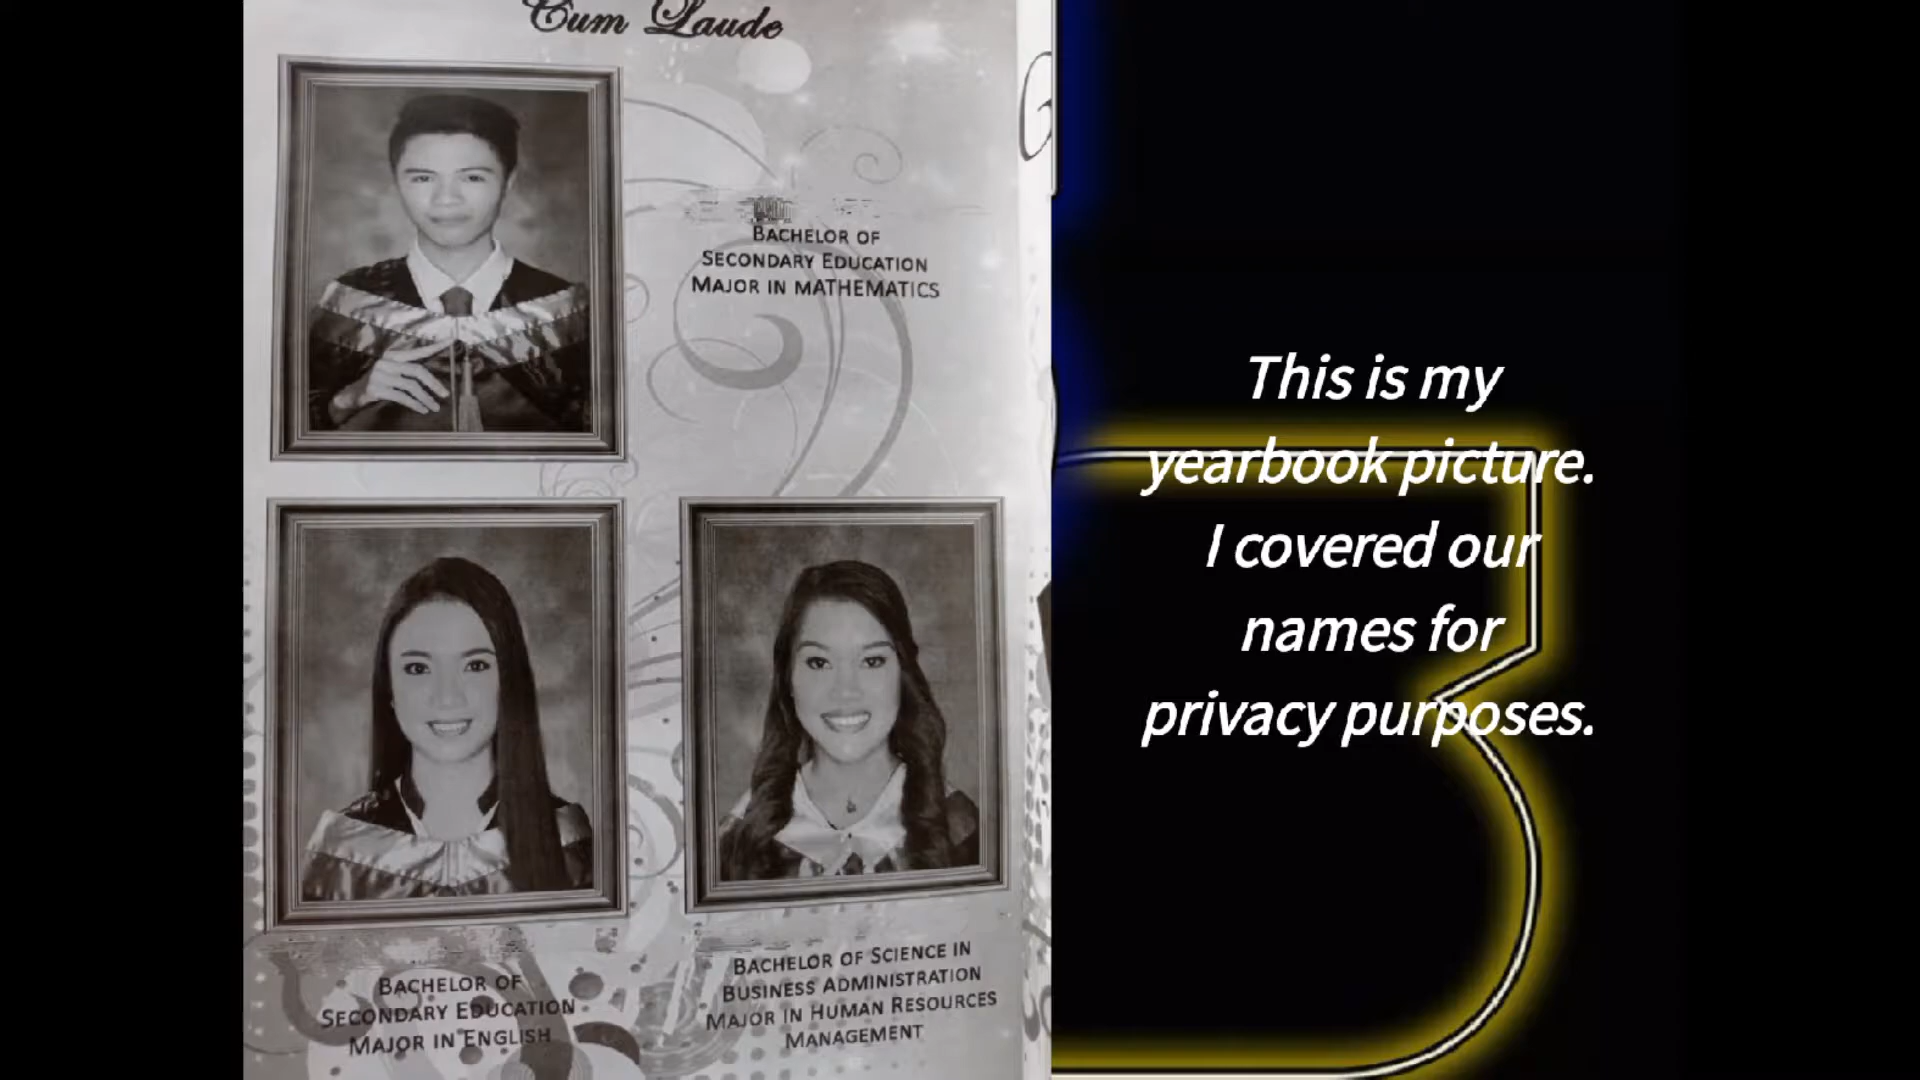 Cum Laude
BACHELOR OF
SECONDARY EDUCATION
MAJOR IN MATHEMATICS
BACHELOR OF
SECONDARY EDUCATION
MAJOR IN ENGLISH
BACHELOR OF SCIENCE IN
BUSINESS ADMINISTRATION
MAJOR IN HUMAN RESOURCES
MANAGEMENT
This is my
yearbook picture.
I covered our
names for
privacy purposes.